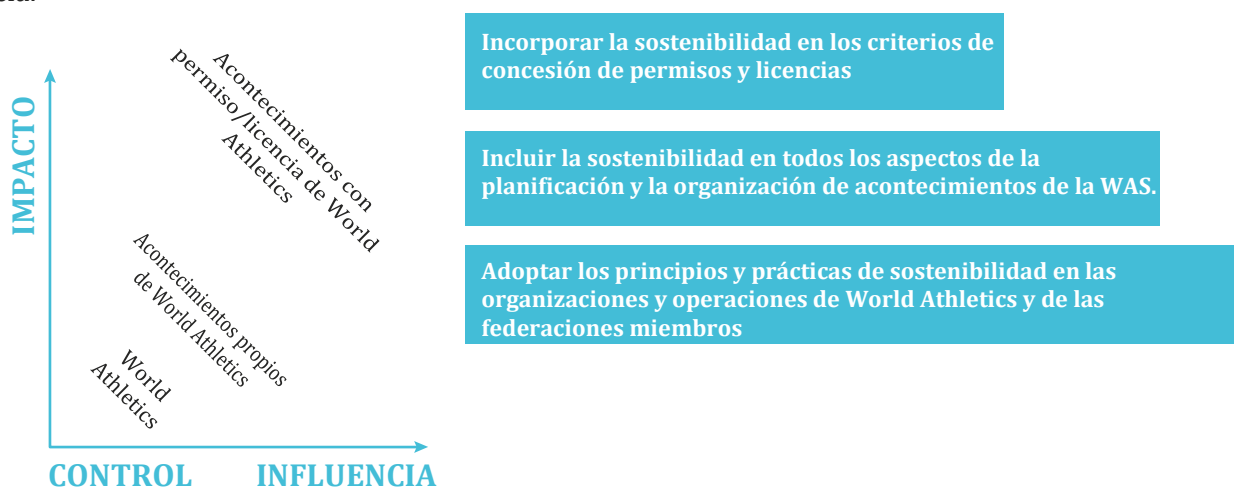 Acontecimientos con
permiso/licencia de World
Athletics
Acontecimientos propios
de World Athletics
World
Athletics
IMPACTO
CONTROL
INFLUENCIA
Incorporar la sostenibilidad en los criterios de
concesión de permisos y licencias
Incluir la sostenibilidad en todos los aspectos de la
planificación y la organización de acontecimientos de la WAS.
Adoptar los principios y prácticas de sostenibilidad en las
organizaciones y operaciones de World Athletics y de las
federaciones miembros